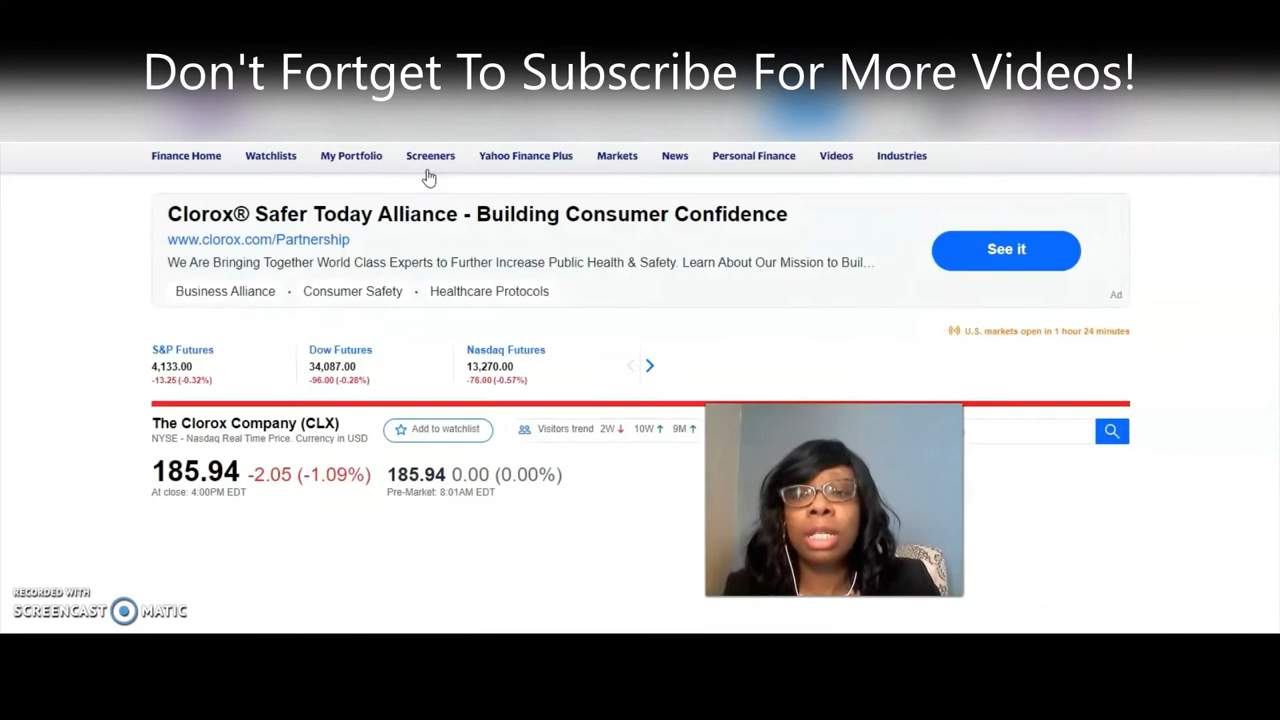 Don't Fortget To Subscribe For More Videos!
Finance Home Watchlists My Portfolio Screeners Yahoo Finance Plus Markets News Personal Finance Videos Industries
Clorox® Safer Today Alliance - Building Consumer Confidence
www.clorox.com/Partnership
See it
We Are Bringing Together World Class Experts to Further Increase Public Health & Safety. Learn About Our Mission to Buil...
Business Alliance • Consumer Safety • Healthcare Protocols
Ad
U.S. markets open in 1 hour 24 minutes
S&P Futures Dow Futures Nasdaq Futures
4,133.00 34,087.00 13,270.00
-13.25 (-0.32%) -96.00 (-0.28%) -76.00 (-0.57%)
The Clorox Company (CLX) Add to watchlist Visitors trend 2W↓ 10W↑ 9M↑
NYSE - Nasdaq Real Time Price. Currency in USD
185.94 -2.05 (-1.09%) 185.94 0.00 (0.00%)
At close: 4:00PM EDT Pre-Market: 8:01AM EDT
RECORDED WITH
SCREENCAST MATIC